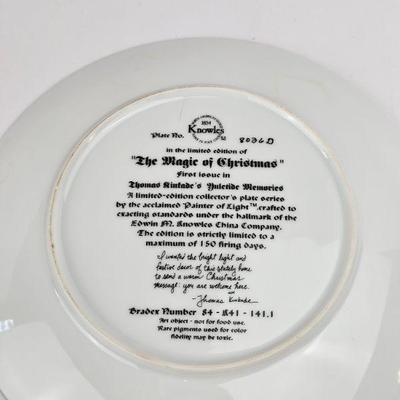 1854
Knowles
Plate No. 8036D
in the limited edition of
"The Magic of Christmas"
First issue in
Thomas Kinkade's Yuletide Memories
A limited-edition collector's plate series
by the acclaimed Painter of Light™, crafted to
exacting standards under the hallmark of the
Edwin M. Knowles China Company.
The edition is strictly limited to a
maximum of 150 firing days.
I wanted the bright light and
festive decor of this stately home
to send a warm Christmas
message: you are welcome here.
-Thomas Kinkade
Bradex Number 84-K41-141.1
Art object - not for food use.
Rare pigments used for color
fidelity may be toxic.